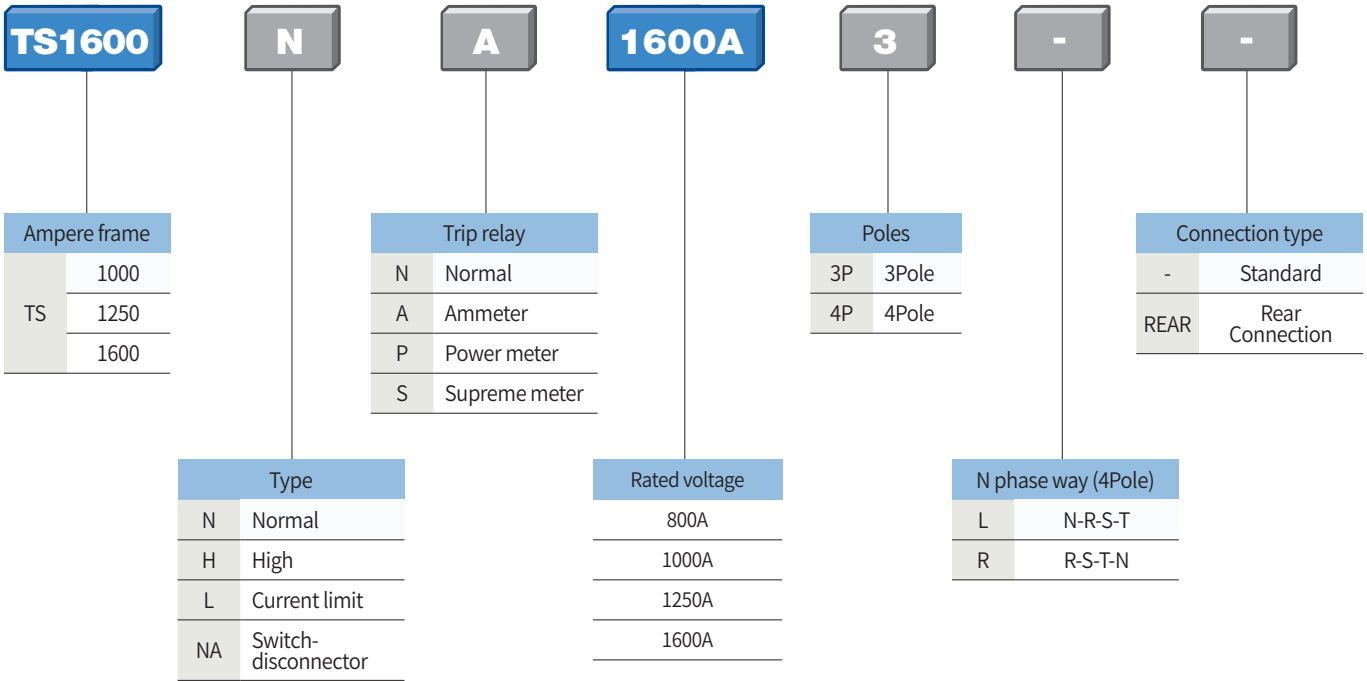 TS1600 N A 1600A 3 - -
Ampere frame
TS
1000
1250
1600
Trip relay
N Normal
A Ammeter
P Power meter
S Supreme meter
Poles
3P 3Pole
4P 4Pole
Connection type
- Standard
REAR
Rear
Connection
Type
N Normal
H High
L Current limit
NA
Switch-
disconnector
Rated voltage
800A
1000A
1250A
1600A
N phase way (4Pole)
L N-R-S-T
R R-S-T-N